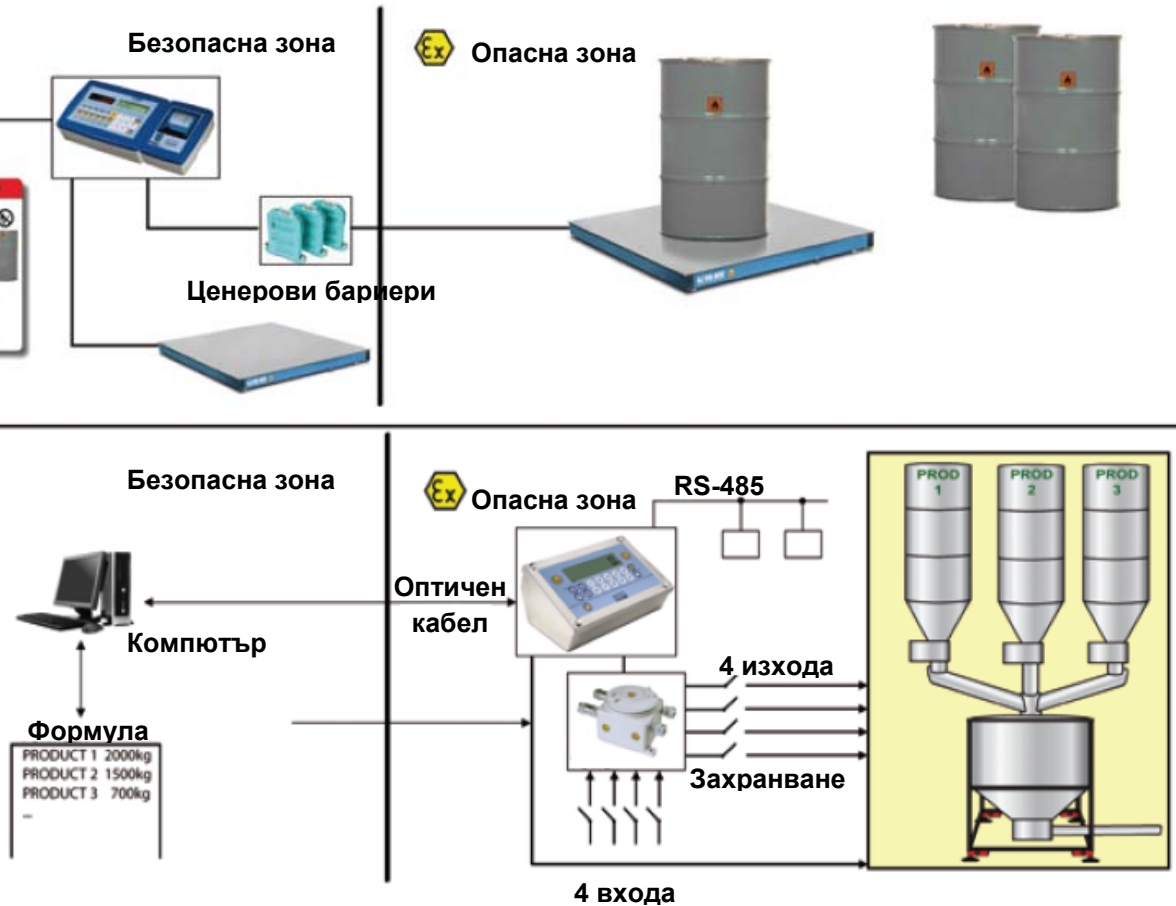 Безопасна зона
Опасна зона
Ценерови бариери
Безопасна зона
Опасна зона
RS-485
PROD
1
PROD
2
PROD
3
Оптичен
кабел
Компютър
4 изхода
Формула
PRODUCT 1 2000kg
PRODUCT 2 1500kg
PRODUCT 3 700kg
...
Захранване
4 входа